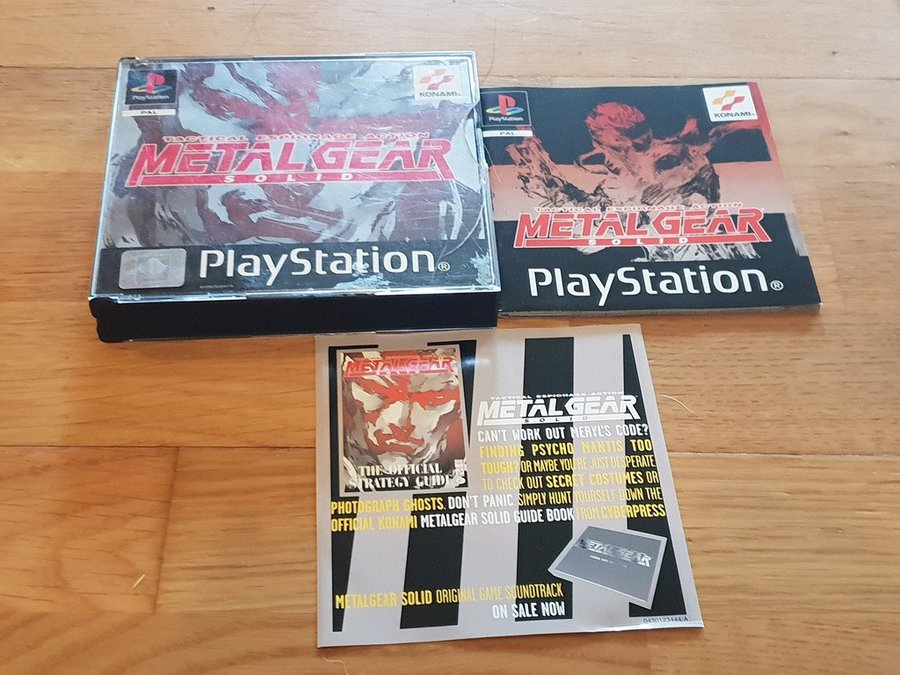 PlayStation
PAL
KONAMI
TACTICAL ESPIONAGE ACTION
METAL GEAR
SOLID
PlayStation®
PlayStation
PAL
KONAMI
TACTICAL ESPIONAGE ACTION
METAL GEAR
SOLID
PlayStation®
METAL GEAR
THE OFFICIAL
STRATEGY GUIDE
TACTICAL ESPIONAGE ACTION
METAL GEAR
SOLID
CAN'T WORK OUT MERYL'S CODE?
FINDING PSYCHO MANTIS TOO
TOUGH? OR MAYBE YOU'RE JUST DESPERATE
TO CHECK OUT SECRET COSTUMES OR
PHOTOGRAPH GHOSTS. DON'T PANIC. SIMPLY HUNT YOURSELF DOWN THE
OFFICIAL KONAMI METALGEAR SOLID GUIDE BOOK FROM CYBERPRESS
METAL GEAR
METALGEAR SOLID ORIGINAL GAME SOUNDTRACK
ON SALE NOW